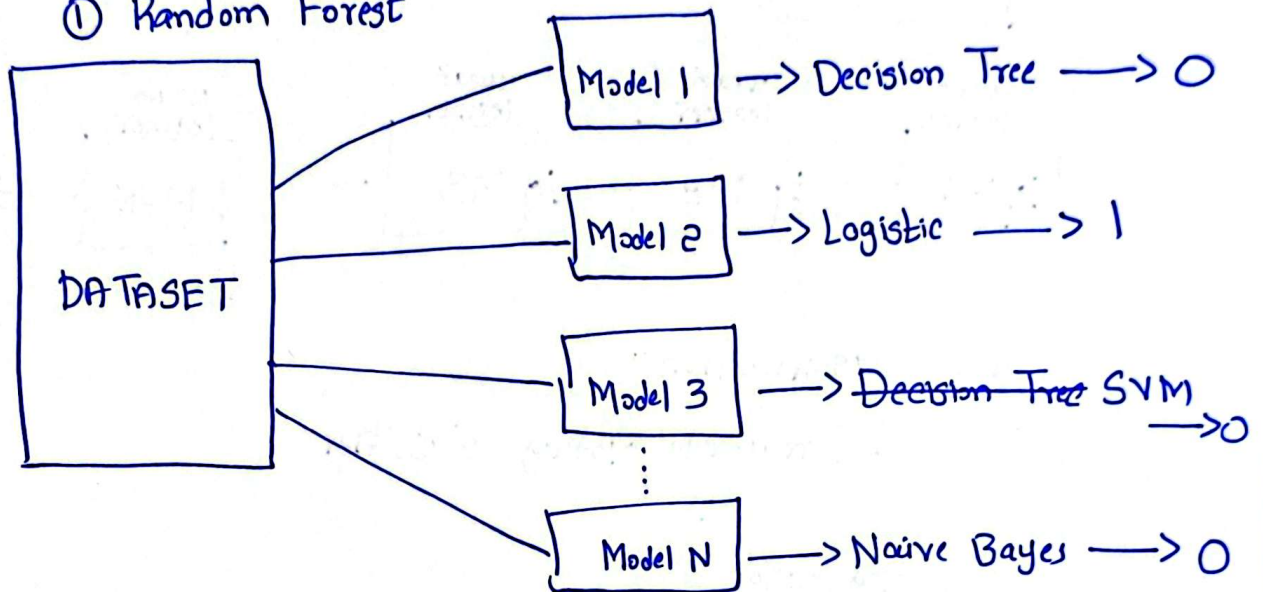 ① Random Forest
Model 1 → Decision Tree → 0
Model 2 → Logistic → 1
DATASET
Model 3 → ~~Decision Tree~~ SVM
→ 0
Model N → Naive Bayes → 0